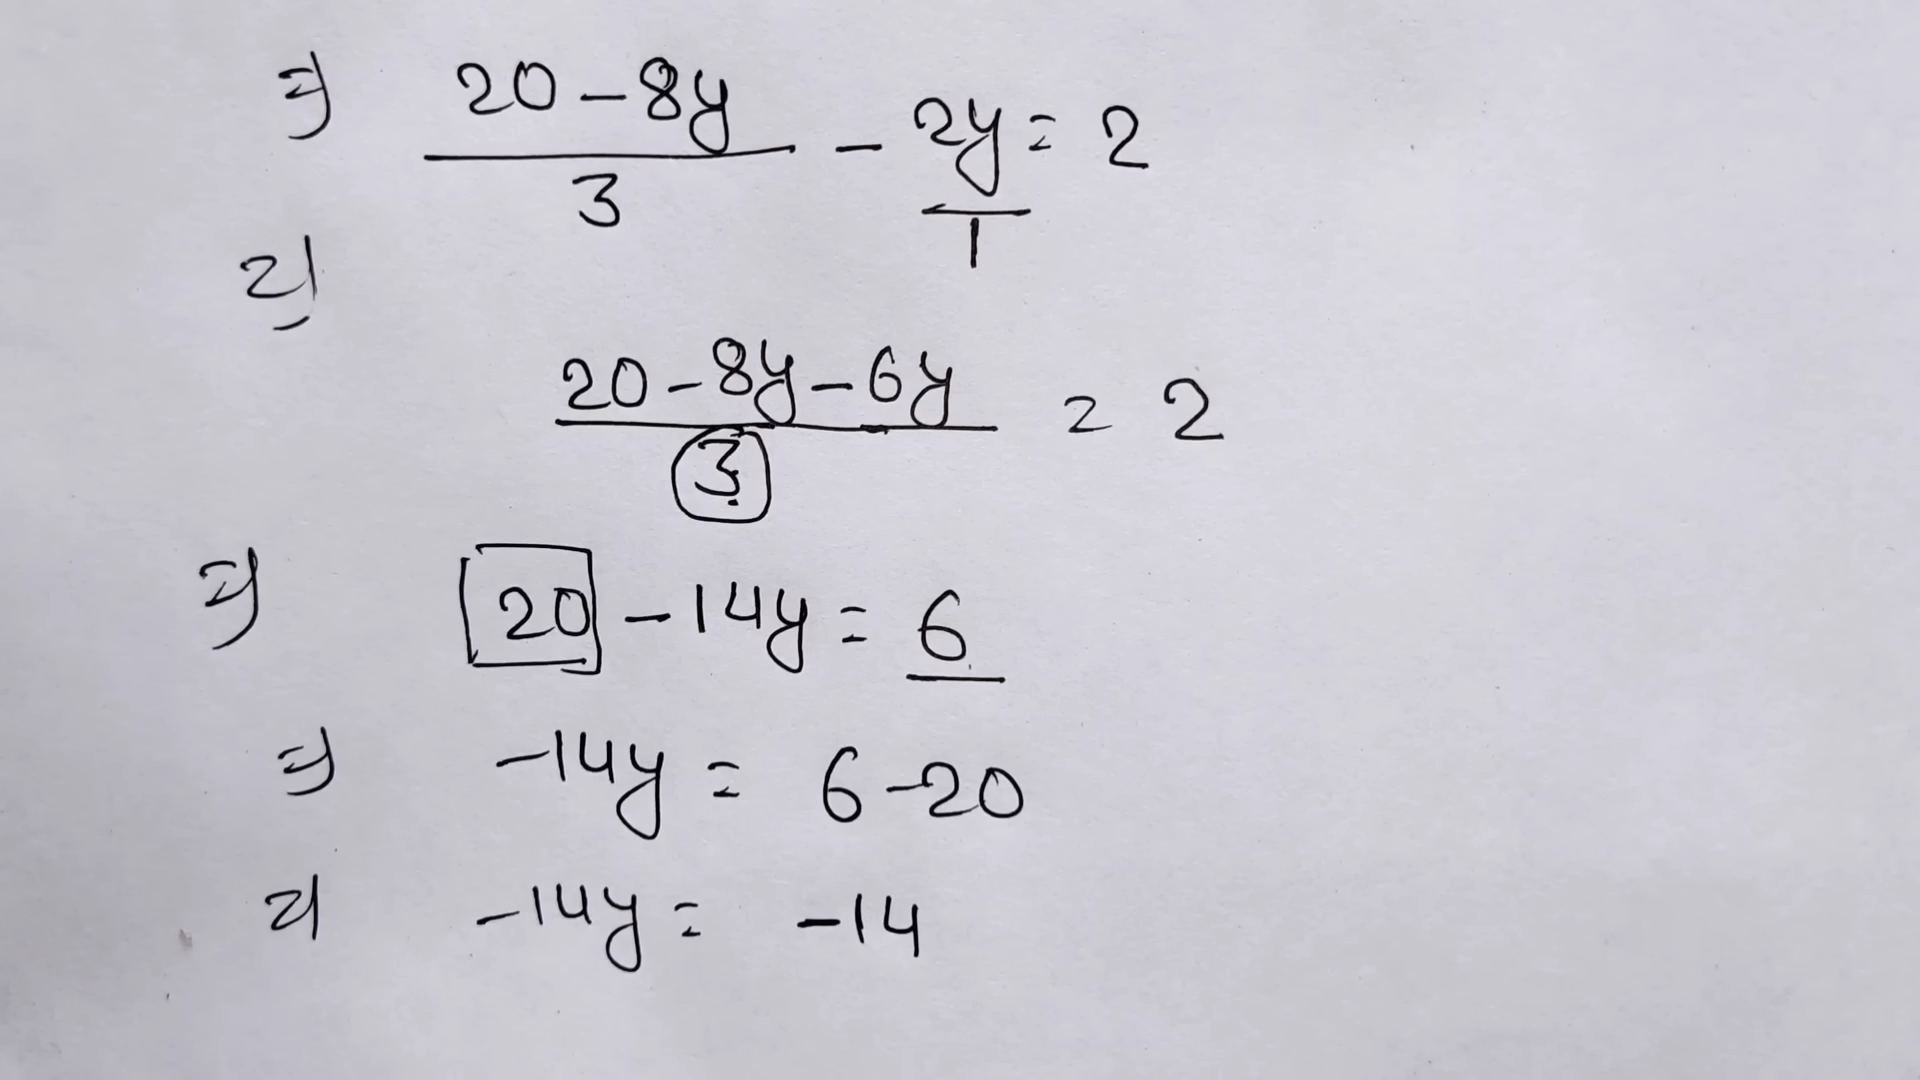 ⇒ (20-8y)/3 - 2y/1 = 2
⇒
(20-8y-6y)/3 = 2
⇒ 20-14y = 6
⇒ -14y = 6-20
⇒ -14y = -14